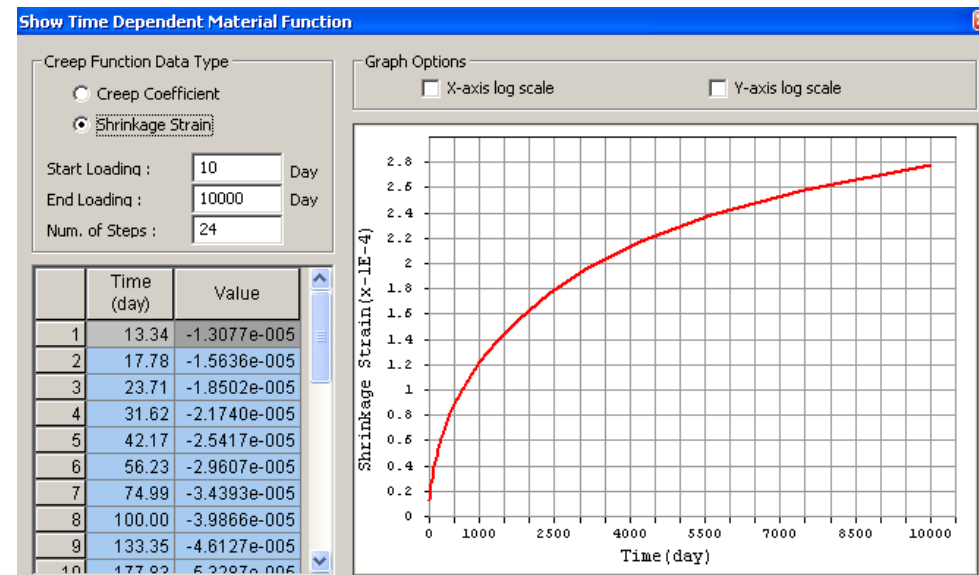 Show Time Dependent Material Function
Creep Function Data Type
Creep Coefficient
Shrinkage Strain
Start Loading : 10 Day
End Loading : 10000 Day
Num. of Steps : 24
Time (day) Value
1 13.34 -1.3077e-005
2 17.78 -1.5636e-005
3 23.71 -1.8502e-005
4 31.62 -2.1740e-005
5 42.17 -2.5417e-005
6 56.23 -2.9607e-005
7 74.99 -3.4393e-005
8 100.00 -3.9866e-005
9 133.35 -4.6127e-005
10 177.83 -5.3287e-005
Graph Options
X-axis log scale Y-axis log scale
Shrinkage Strain(x-1E-4)
2.8
2.6
2.4
2.2
2
1.8
1.6
1.4
1.2
1
0.8
0.6
0.4
0.2
0
0 1000 2500 4000 5500 7000 8500 10000
Time(day)